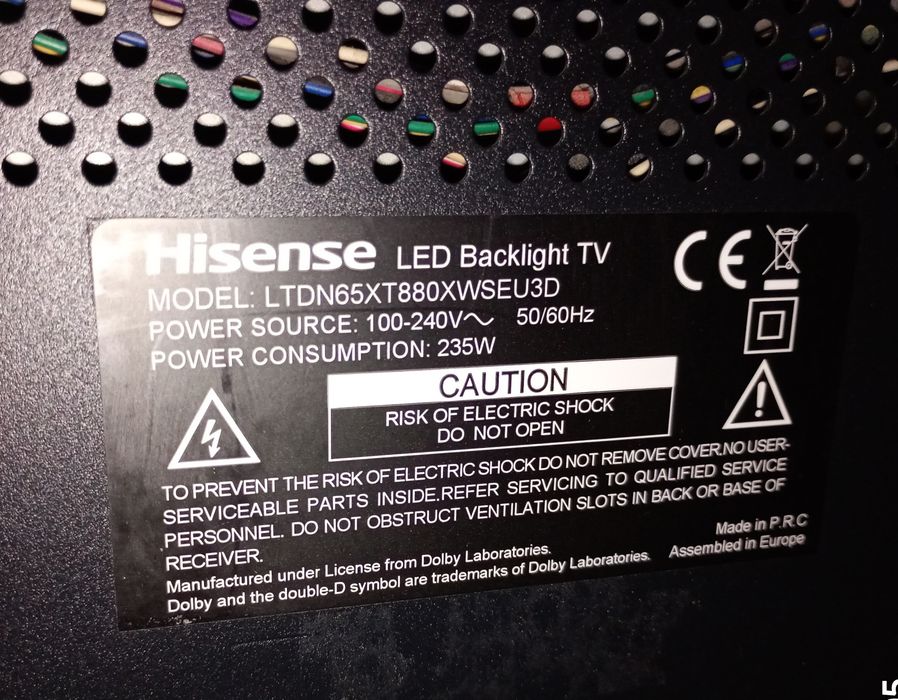 Hisense LED Backlight TV
MODEL: LTDN65XT880XWSEU3D
POWER SOURCE: 100-240V～ 50/60Hz
POWER CONSUMPTION: 235W
CAUTION
RISK OF ELECTRIC SHOCK
DO NOT OPEN
TO PREVENT THE RISK OF ELECTRIC SHOCK DO NOT REMOVE COVER.NO USER-
SERVICEABLE PARTS INSIDE.REFER SERVICING TO QUALIFIED SERVICE
PERSONNEL. DO NOT OBSTRUCT VENTILATION SLOTS IN BACK OR BASE OF
RECEIVER.
Manufactured under License from Dolby Laboratories.
Dolby and the double-D symbol are trademarks of Dolby Laboratories.
Made in P.R.C
Assembled in Europe
CE